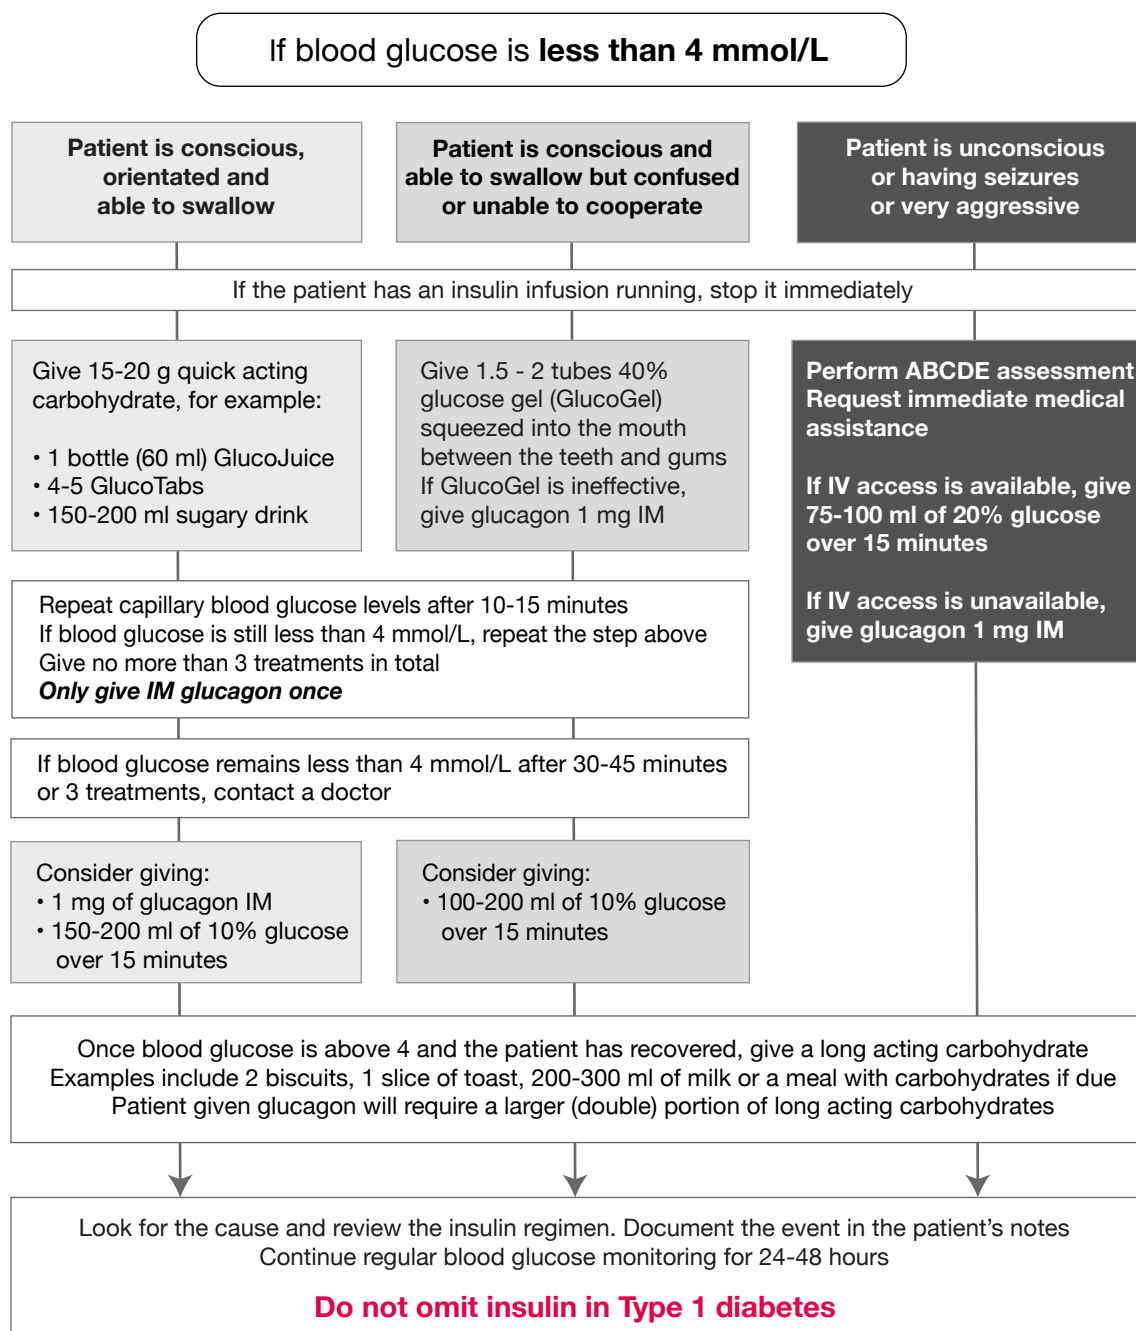 If blood glucose is less than 4 mmol/L
Patient is conscious,
orientated and
able to swallow
Patient is conscious and
able to swallow but confused
or unable to cooperate
Patient is unconscious
or having seizures
or very aggressive
If the patient has an insulin infusion running, stop it immediately
Give 15-20 g quick acting
carbohydrate, for example:
• 1 bottle (60 ml) GlucoJuice
• 4-5 GlucoTabs
• 150-200 ml sugary drink
Give 1.5 - 2 tubes 40%
glucose gel (GlucoGel)
squeezed into the mouth
between the teeth and gums
If GlucoGel is ineffective,
give glucagon 1 mg IM
Perform ABCDE assessment
Request immediate medical
assistance
If IV access is available, give
75-100 ml of 20% glucose
over 15 minutes
If IV access is unavailable,
give glucagon 1 mg IM
Repeat capillary blood glucose levels after 10-15 minutes
If blood glucose is still less than 4 mmol/L, repeat the step above
Give no more than 3 treatments in total
Only give IM glucagon once
If blood glucose remains less than 4 mmol/L after 30-45 minutes
or 3 treatments, contact a doctor
Consider giving:
• 1 mg of glucagon IM
• 150-200 ml of 10% glucose
over 15 minutes
Consider giving:
• 100-200 ml of 10% glucose
over 15 minutes
Once blood glucose is above 4 and the patient has recovered, give a long acting carbohydrate
Examples include 2 biscuits, 1 slice of toast, 200-300 ml of milk or a meal with carbohydrates if due
Patient given glucagon will require a larger (double) portion of long acting carbohydrates
Look for the cause and review the insulin regimen. Document the event in the patient’s notes
Continue regular blood glucose monitoring for 24-48 hours
Do not omit insulin in Type 1 diabetes